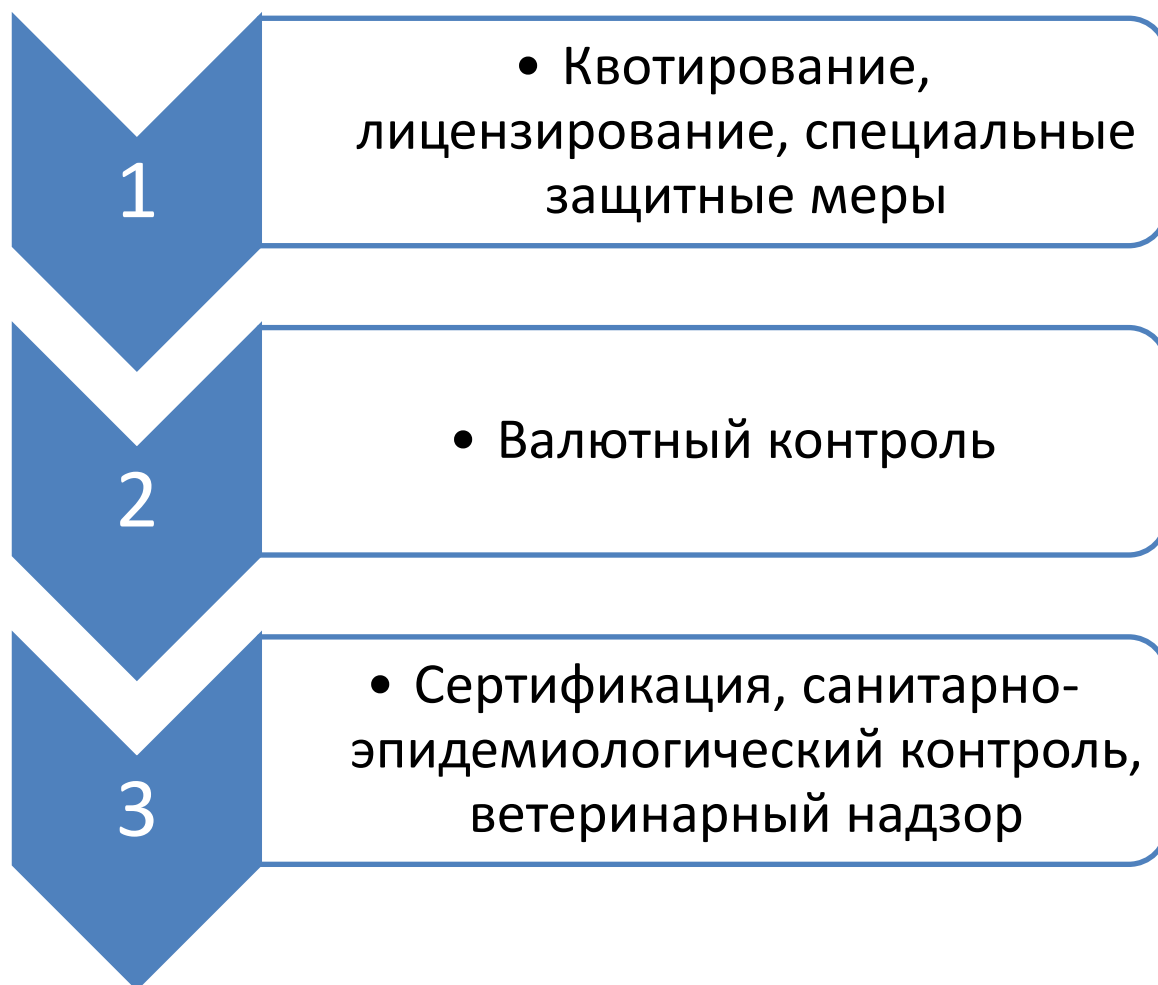 1
• Квотирование,
лицензирование, специальные
защитные меры
2
• Валютный контроль
3
• Сертификация, санитарно-
эпидемиологический контроль,
ветеринарный надзор